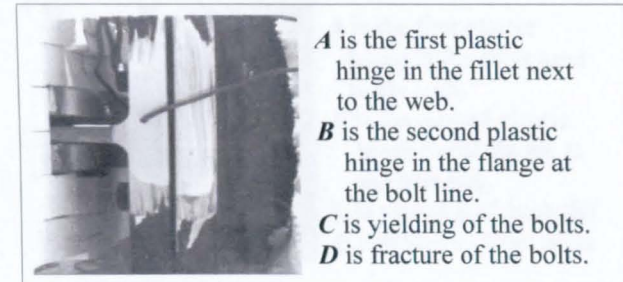 A is the first plastic
hinge in the fillet next
to the web.
B is the second plastic
hinge in the flange at
the bolt line.
C is yielding of the bolts.
D is fracture of the bolts.